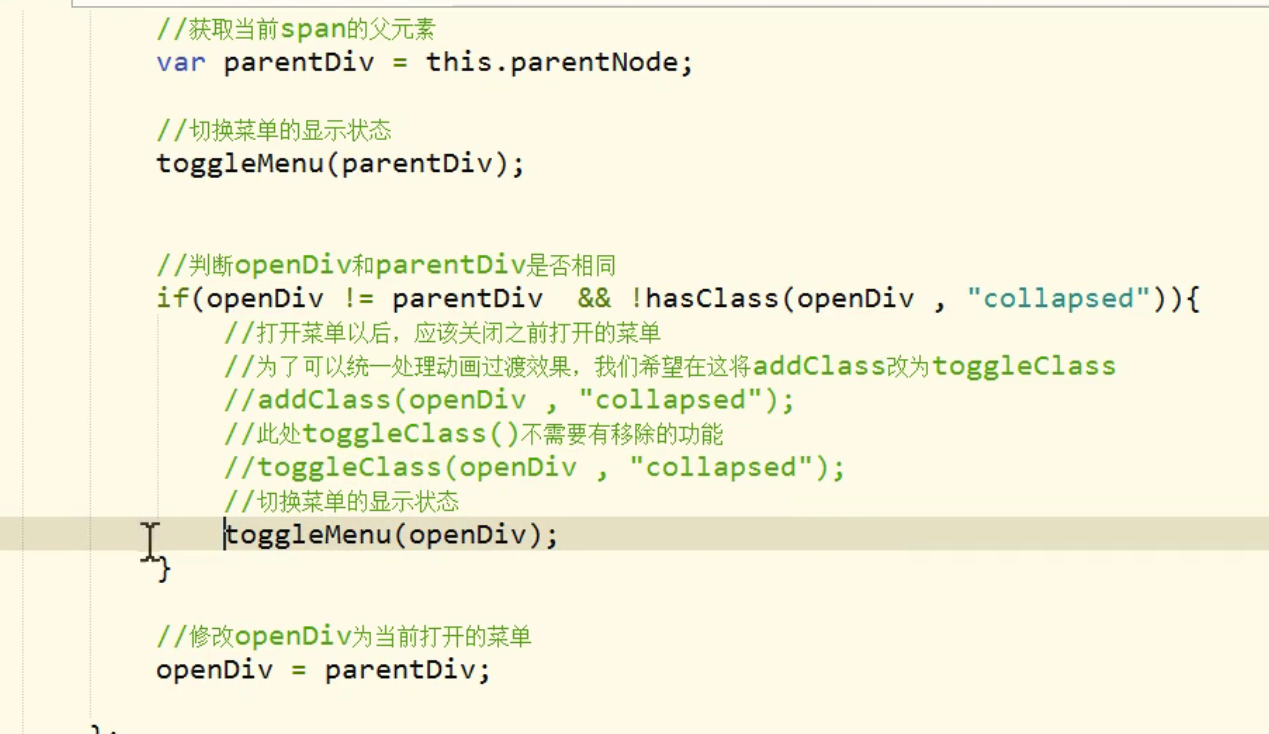 //获取当前span的父元素
var parentDiv = this.parentNode;
//切换菜单的显示状态
toggleMenu(parentDiv);
//判断openDiv和parentDiv是否相同
if(openDiv != parentDiv  && !hasClass(openDiv , "collapsed")){
//打开菜单以后，应该关闭之前打开的菜单
//为了可以统一处理动画过渡效果，我们希望在这将addClass改为toggleClass
//addClass(openDiv , "collapsed");
//此处toggleClass()不需要有移除的功能
//toggleClass(openDiv , "collapsed");
//切换菜单的显示状态
toggleMenu(openDiv);
}
//修改openDiv为当前打开的菜单
openDiv = parentDiv;
};